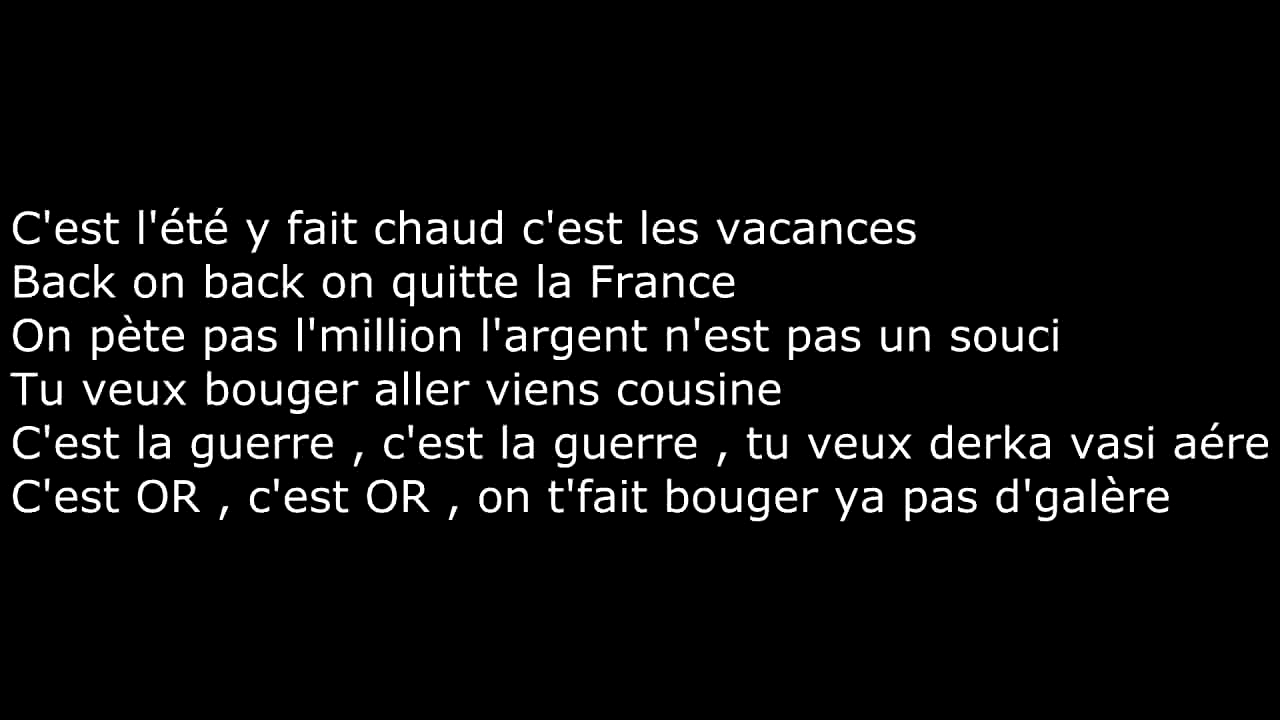 C'est l'été y fait chaud c'est les vacances
Back on back on quitte la France
On pète pas l'million l'argent n'est pas un souci
Tu veux bouger aller viens cousine
C'est la guerre , c'est la guerre , tu veux derka vasi aére
C'est OR , c'est OR , on t'fait bouger ya pas d'galère